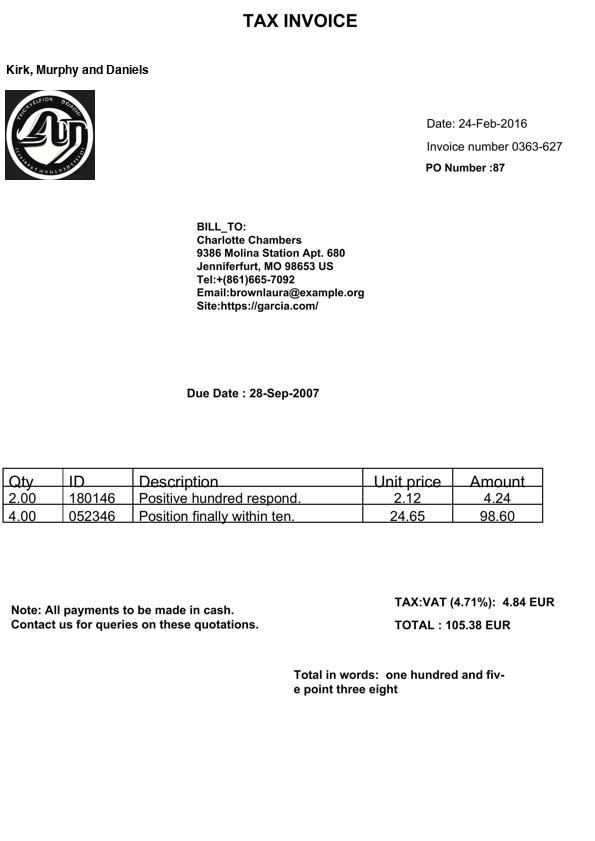 TAX INVOICE
Kirk, Murphy and Daniels
Date: 24-Feb-2016
Invoice number 0363-627
PO Number :87
BILL_TO:
Charlotte Chambers
9386 Molina Station Apt. 680
Jenniferfurt, MO 98653 US
Tel:+(861)665-7092
Email:brownlaura@example.org
Site:https://garcia.com/
Due Date : 28-Sep-2007
Qty ID Description Unit price Amount
2.00 180146 Positive hundred respond. 2.12 4.24
4.00 052346 Position finally within ten. 24.65 98.60
TAX:VAT (4.71%): 4.84 EUR
Note: All payments to be made in cash.
Contact us for queries on these quotations.
TOTAL : 105.38 EUR
Total in words: one hundred and fiv-
e point three eight